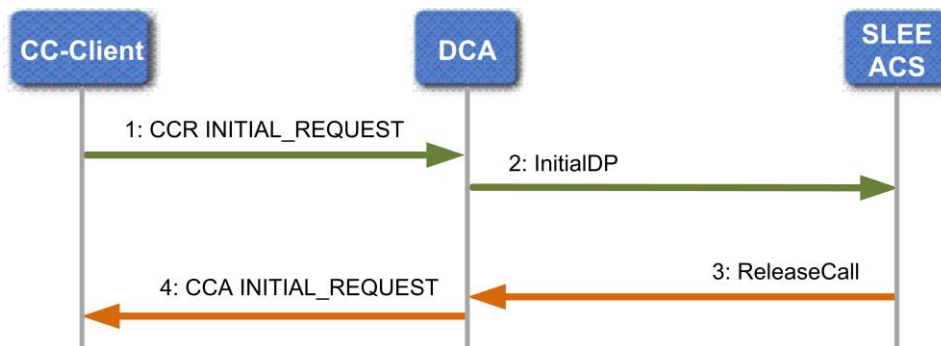 CC-Client
DCA
SLEE
ACS
1: CCR INITIAL_REQUEST
2: InitialDP
3: ReleaseCall
4: CCA INITIAL_REQUEST